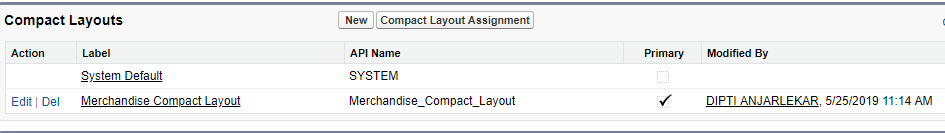 Compact Layouts New Compact Layout Assignment
Action Label API Name Primary Modified By
System Default SYSTEM
Edit | Del Merchandise Compact Layout Merchandise_Compact_Layout DIPTI ANJARLEKAR, 5/25/2019 11:14 AM